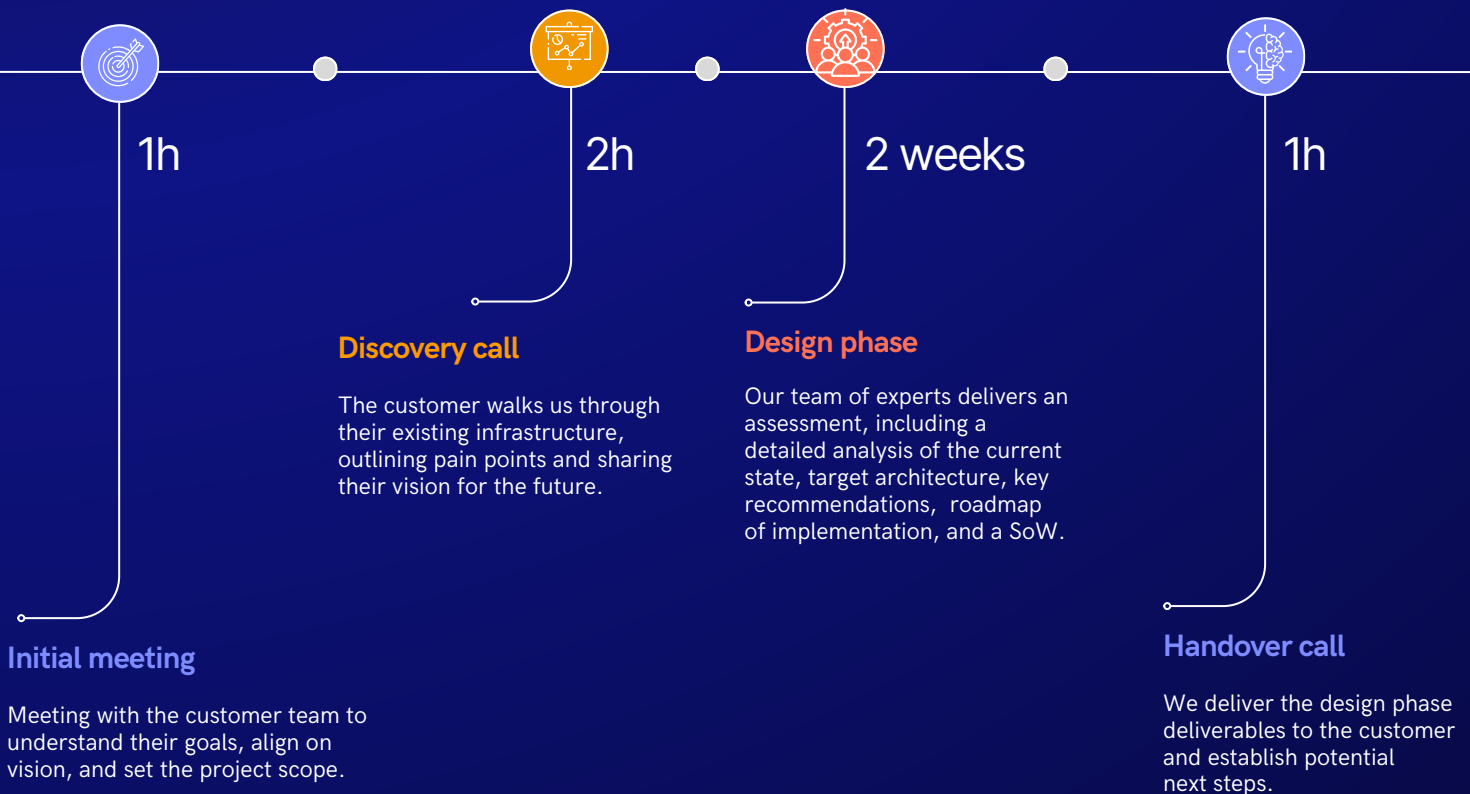 1h
2h
2 weeks
1h
Discovery call
The customer walks us through
their existing infrastructure,
outlining pain points and sharing
their vision for the future.
Design phase
Our team of experts delivers an
assessment, including a
detailed analysis of the current
state, target architecture, key
recommendations,  roadmap
of implementation, and a SoW.
Initial meeting
Meeting with the customer team to
understand their goals, align on
vision, and set the project scope.
Handover call
We deliver the design phase
deliverables to the customer
and establish potential
next steps.